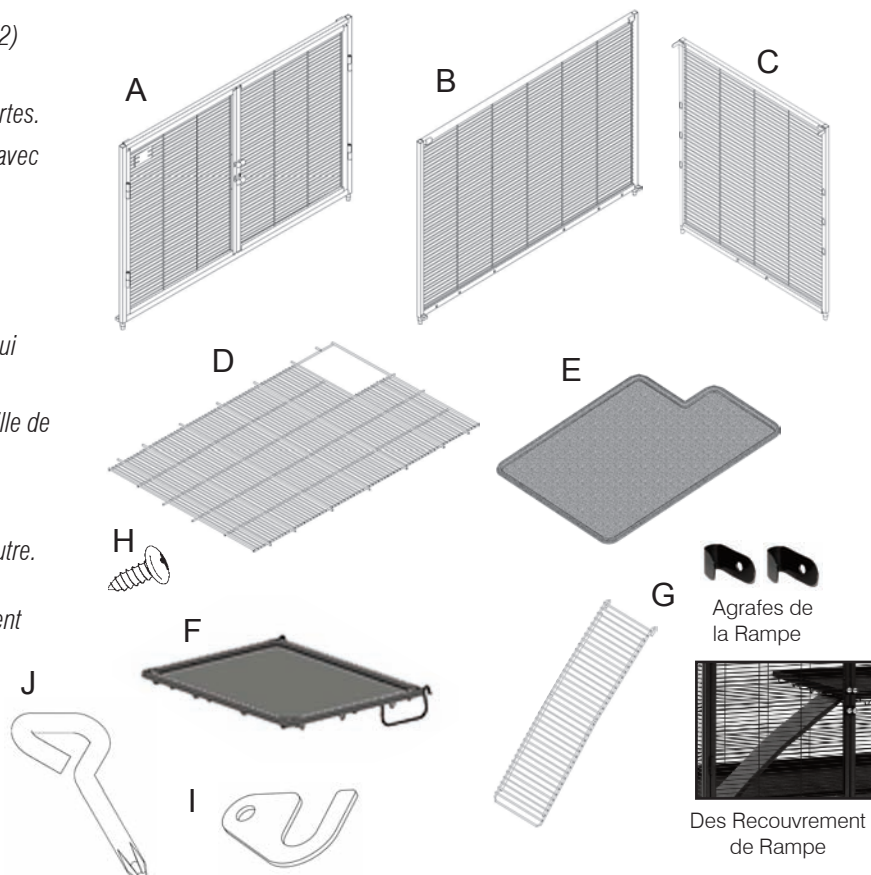 2)
rtes.
avec
ui
lle de
utre.
ent
A
B
C
D
E
H
F
G
Agrafes de
la Rampe
J
I
Des Recouvrement
de Rampe